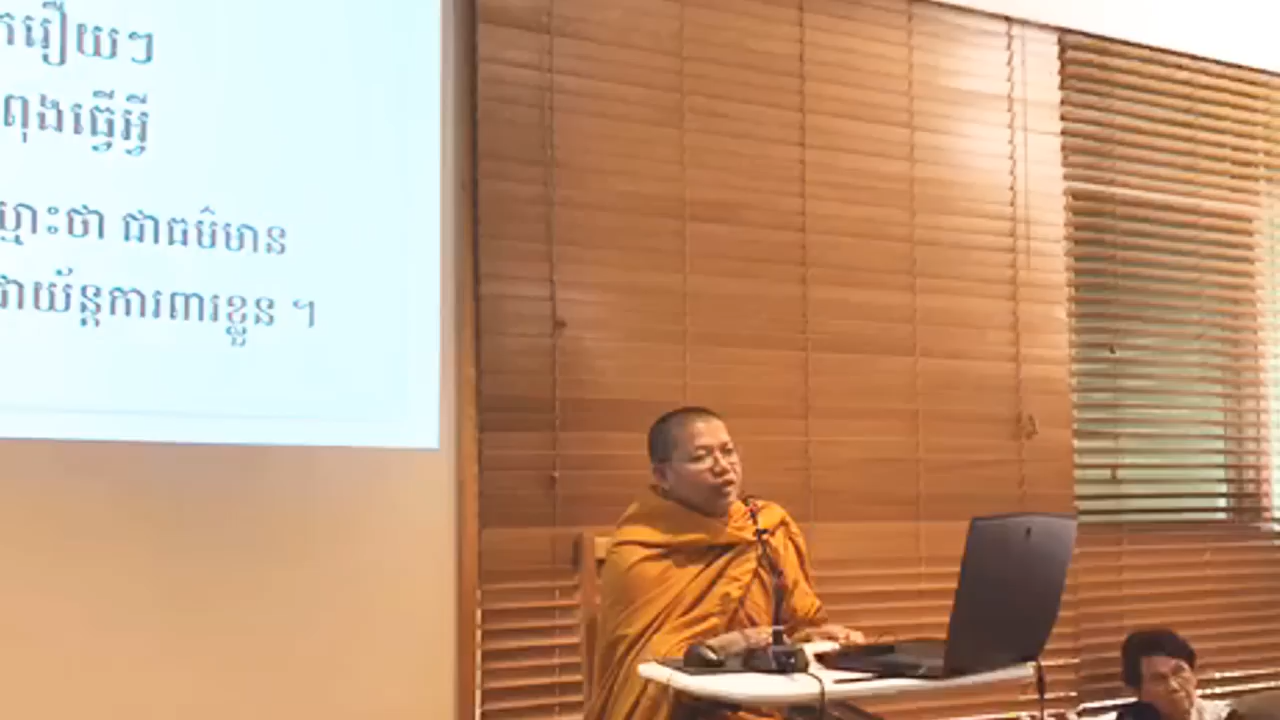 រឿយៗ
ពុងធ្វើអ្វី
ឈ្មោះថា ជាធម៌មាន
ជាយ័ន្តការពារខ្លួន ។